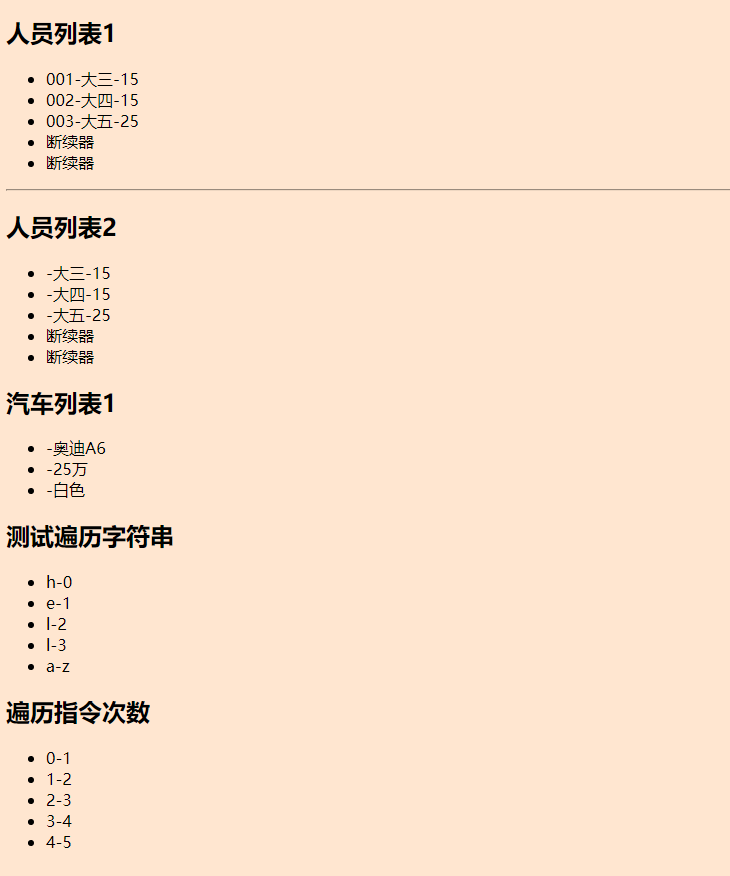 人员列表1
001-大三-15
002-大四-15
003-大五-25
断续器
断续器
人员列表2
-大三-15
-大四-15
-大五-25
断续器
断续器
汽车列表1
-奥迪A6
-25万
-白色
测试遍历字符串
h-0
e-1
l-2
l-3
a-z
遍历指令次数
0-1
1-2
2-3
3-4
4-5